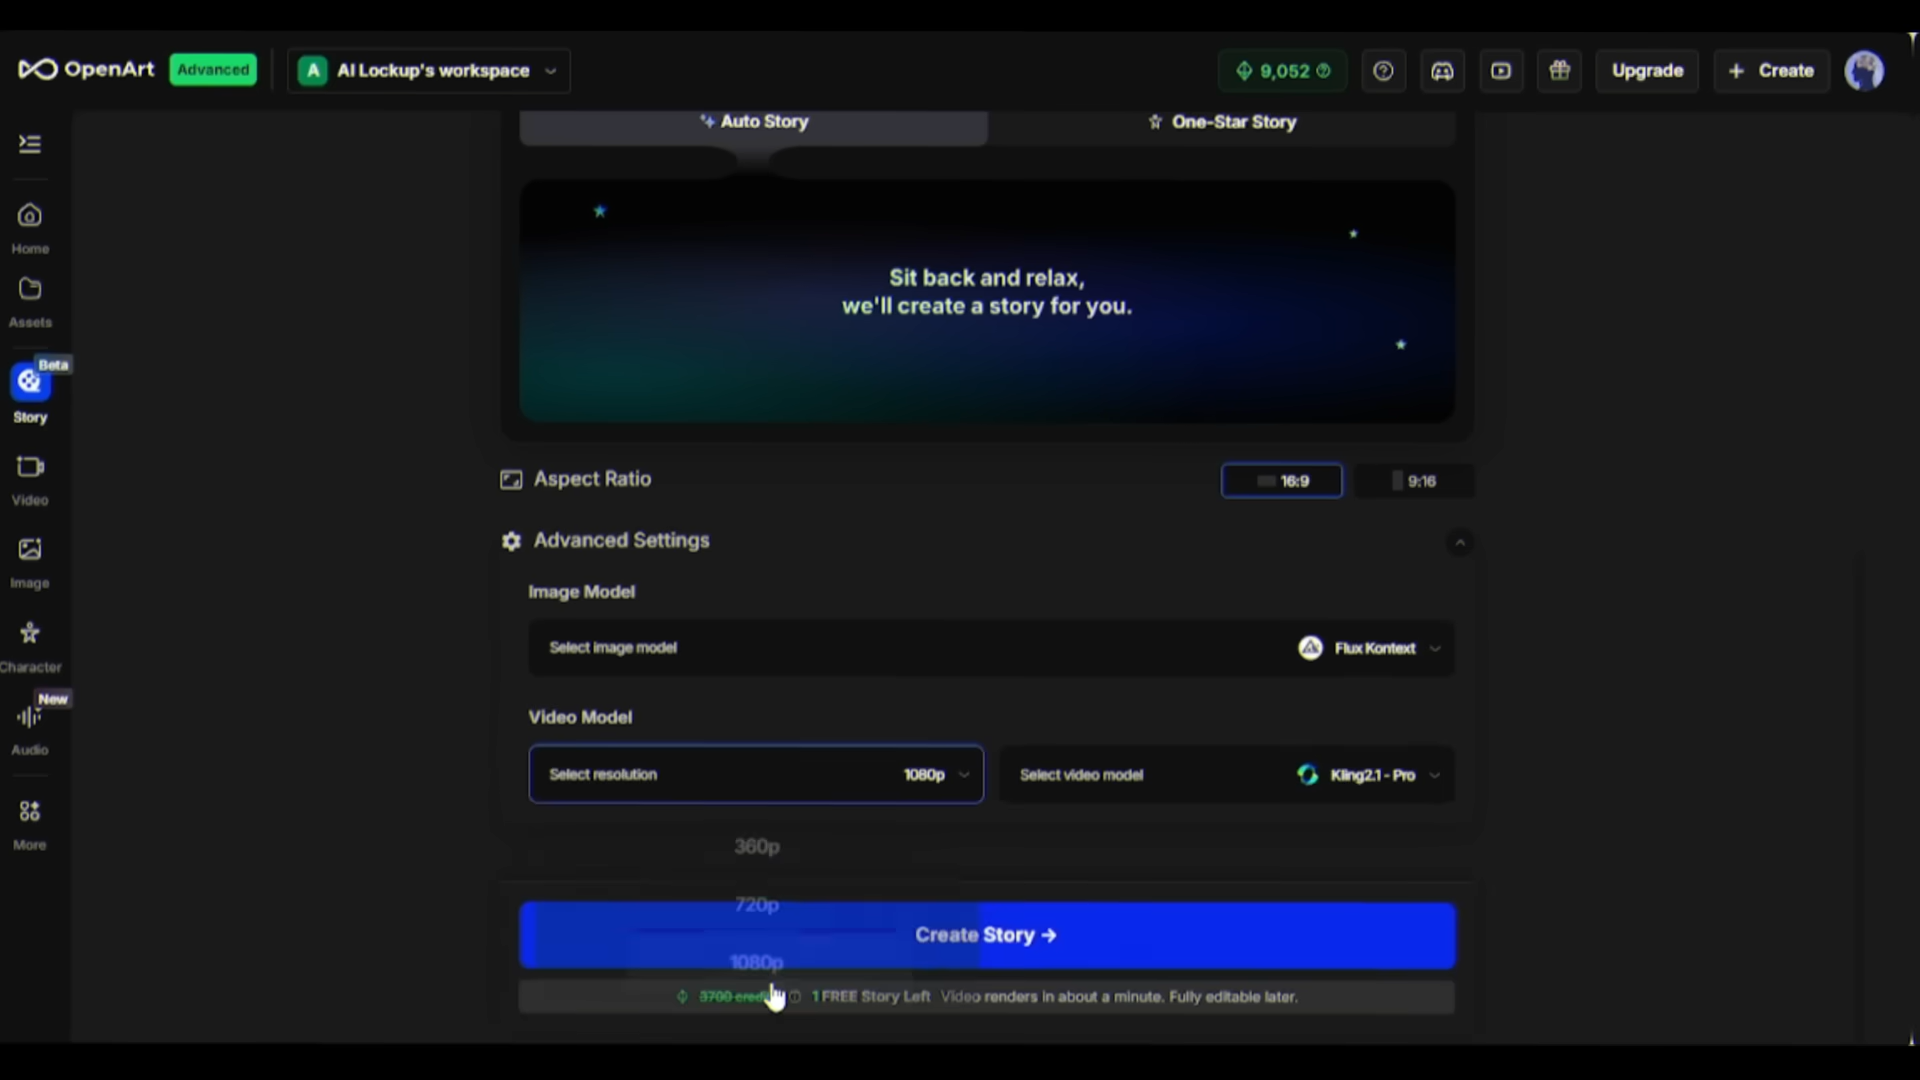 OpenArt
Advanced
A
AI Lockup's workspace
9,052
Upgrade
+ Create
Auto Story
One-Star Story
Home
Assets
Beta
Story
Video
Image
Character
New
Audio
More
Sit back and relax,
we'll create a story for you.
Aspect Ratio
16:9
9:16
Advanced Settings
Image Model
Select image model
Flux Kontext
Video Model
Select resolution
1080p
Select video model
Kling2.1 - Pro
360p
720p
1080p
Create Story →
3700 1 FREE Story Left Video renders in about a minute. Fully editable later.